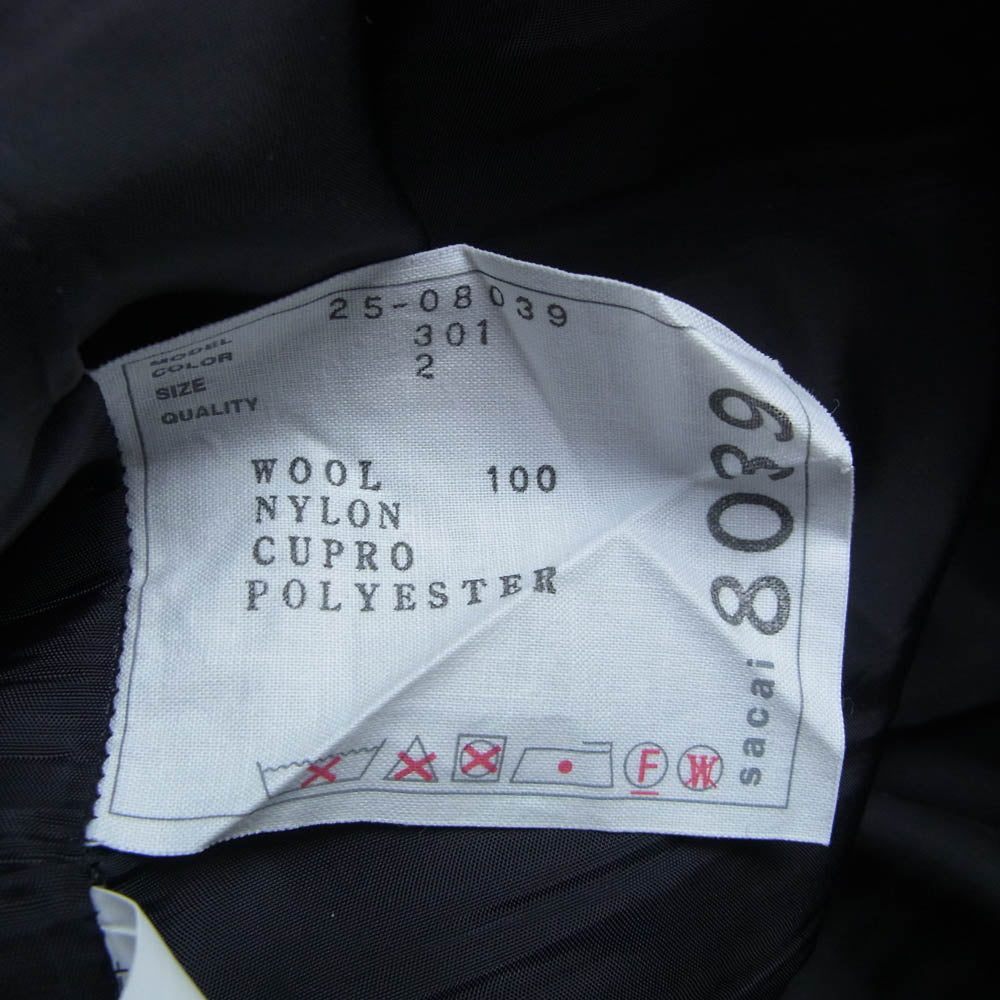 MODEL 25-08039
COLOR 301
SIZE 2
QUALITY
WOOL 100
NYLON
CUPRO
POLYESTER
F
W
sacai 8039